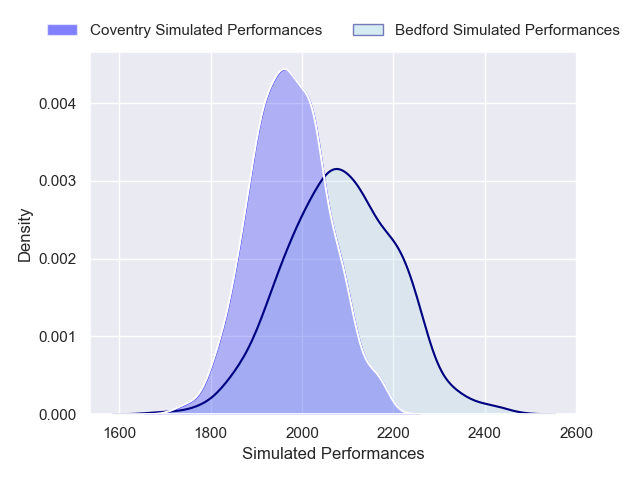 Coventry Simulated Performances
Bedford Simulated Performances
0.004
0.003
0.002
0.001
0.000
Density
1600 1800 2000 2200 2400 2600
Simulated Performances